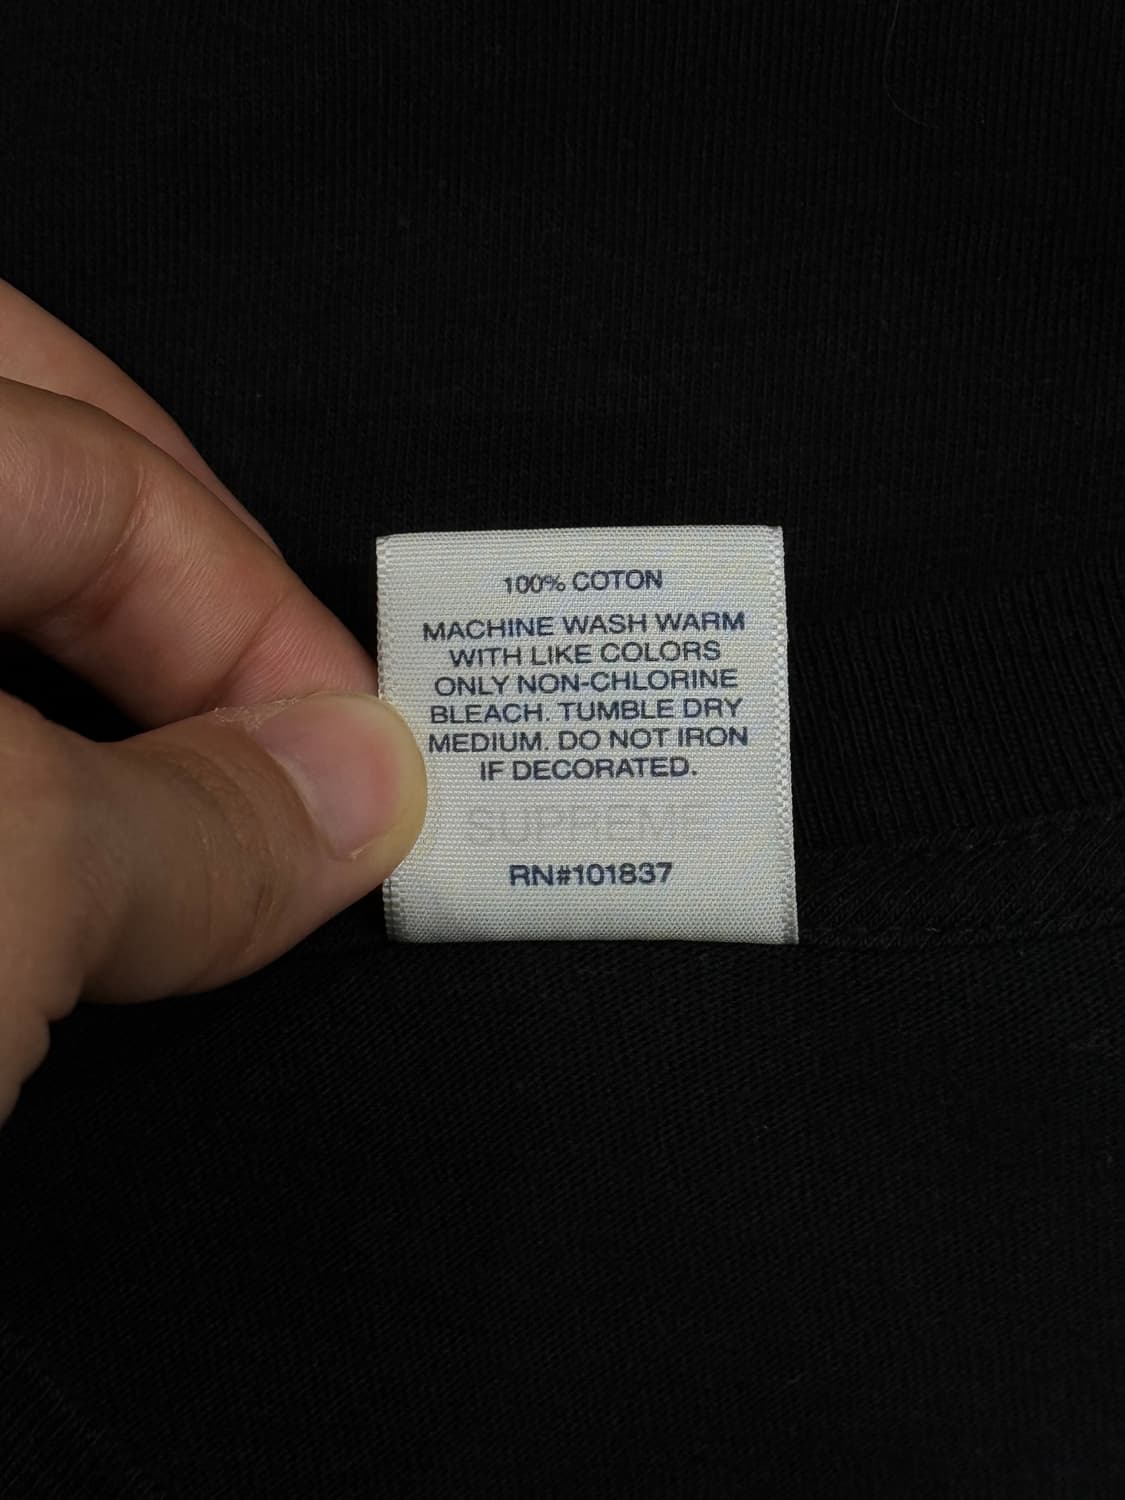 100% COTON
MACHINE WASH WARM
WITH LIKE COLORS
ONLY NON-CHLORINE
BLEACH. TUMBLE DRY
MEDIUM. DO NOT IRON
IF DECORATED.
SUPREME
RN#101837